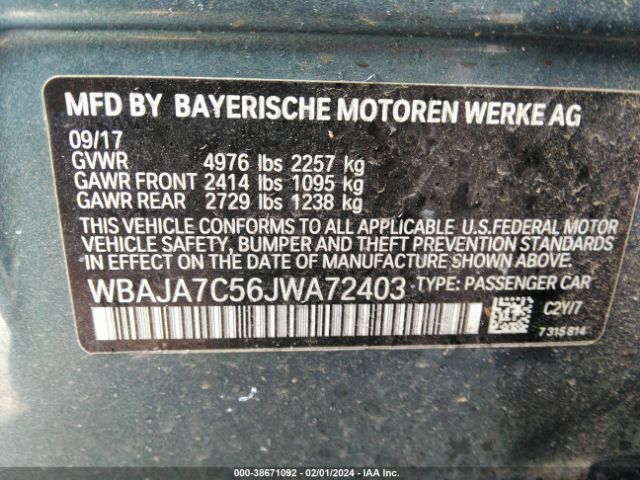 MFD BY BAYERISCHE MOTOREN WERKE AG
09/17
GVWR 4976 lbs 2257 kg
GAWR FRONT 2414 lbs 1095 kg
GAWR REAR 2729 lbs 1238 kg
THIS VEHICLE CONFORMS TO ALL APPLICABLE U.S.FEDERAL MOTOR
VEHICLE SAFETY, BUMPER AND THEFT PREVENTION STANDARDS
IN EFFECT ON THE DATE OF MANUFACTURE SHOWN ABOVE.
WBAJA7C56JWA72403 TYPE: PASSENGER CAR
C2Y/7
7315814
000-38671092 - 02/01/2024 - IAA Inc.